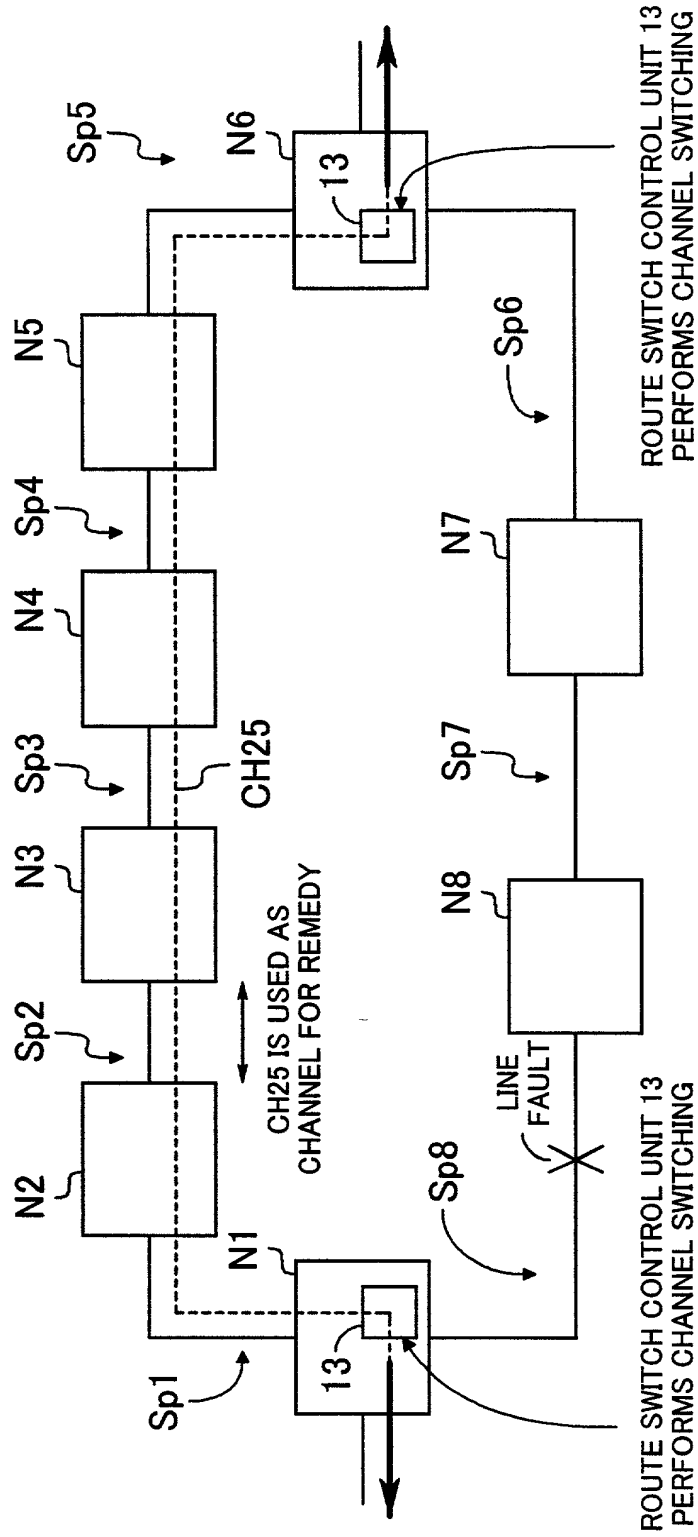 Sp5
N6
13
N5
Sp4
N4
Sp3
CH25
N3
Sp2
CH25 IS USED AS
CHANNEL FOR REMEDY
N2
N1
13
Sp1
Sp6
N7
Sp7
N8
LINE
FAULT
Sp8
ROUTE SWITCH CONTROL UNIT 13
PERFORMS CHANNEL SWITCHING
ROUTE SWITCH CONTROL UNIT 13
PERFORMS CHANNEL SWITCHING